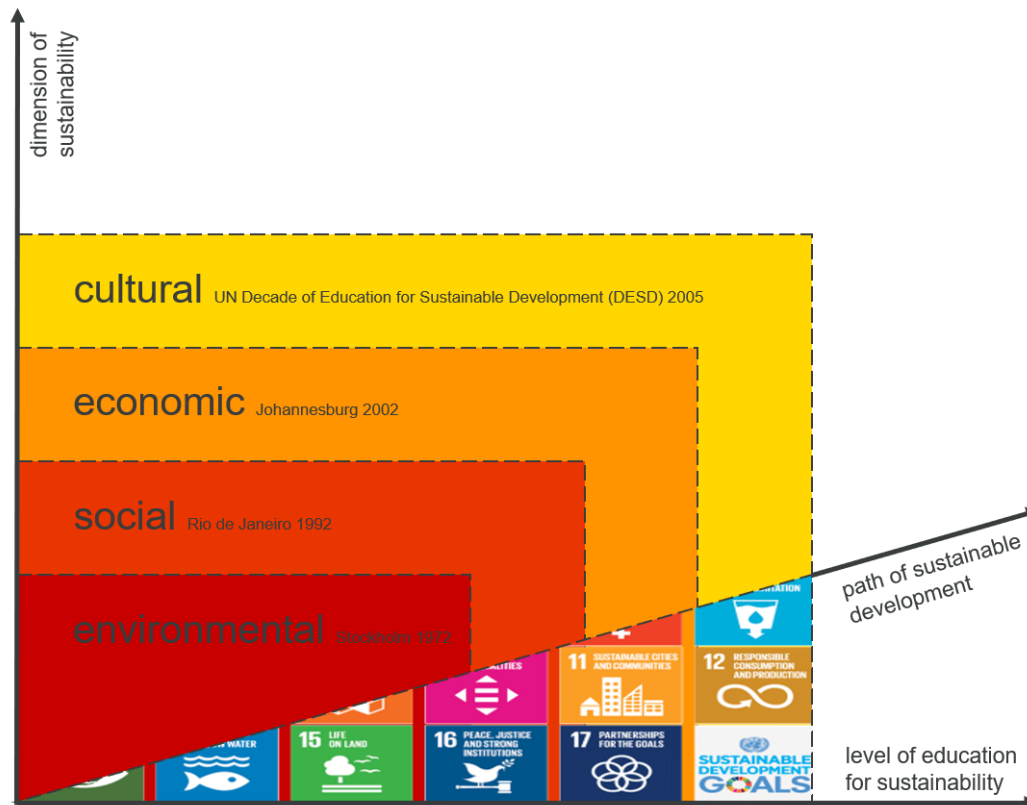 dimension of
sustainability
cultural UN Decade of Education for Sustainable Development (DESD) 2005
economic Johannesburg 2002
social Rio de Janeiro 1992
environmental Stockholm 1972
path of sustainable
development
11 SUSTAINABLE CITIES
AND COMMUNITIES
12 RESPONSIBLE
CONSUMPTION
AND PRODUCTION
WATER
15 LIFE
ON LAND
16 PEACE, JUSTICE
AND STRONG
INSTITUTIONS
17 PARTNERSHIPS
FOR THE GOALS
SUSTAINABLE
DEVELOPMENT
GOALS
level of education
for sustainability